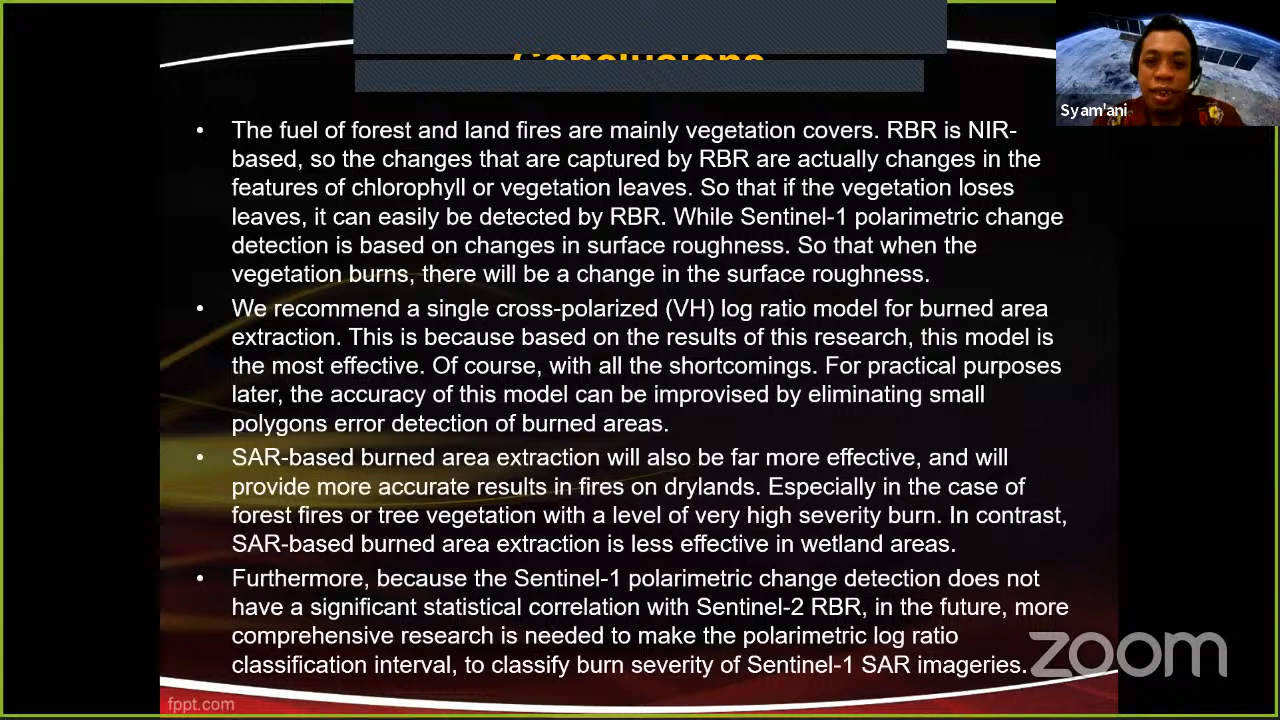 Conclusions
Syam'ani
• The fuel of forest and land fires are mainly vegetation covers. RBR is NIR-
based, so the changes that are captured by RBR are actually changes in the
features of chlorophyll or vegetation leaves. So that if the vegetation loses
leaves, it can easily be detected by RBR. While Sentinel-1 polarimetric change
detection is based on changes in surface roughness. So that when the
vegetation burns, there will be a change in the surface roughness.
• We recommend a single cross-polarized (VH) log ratio model for burned area
extraction. This is because based on the results of this research, this model is
the most effective. Of course, with all the shortcomings. For practical purposes
later, the accuracy of this model can be improvised by eliminating small
polygons error detection of burned areas.
• SAR-based burned area extraction will also be far more effective, and will
provide more accurate results in fires on drylands. Especially in the case of
forest fires or tree vegetation with a level of very high severity burn. In contrast,
SAR-based burned area extraction is less effective in wetland areas.
• Furthermore, because the Sentinel-1 polarimetric change detection does not
have a significant statistical correlation with Sentinel-2 RBR, in the future, more
comprehensive research is needed to make the polarimetric log ratio
classification interval, to classify burn severity of Sentinel-1 SAR imageries.
zoom
fppt.com